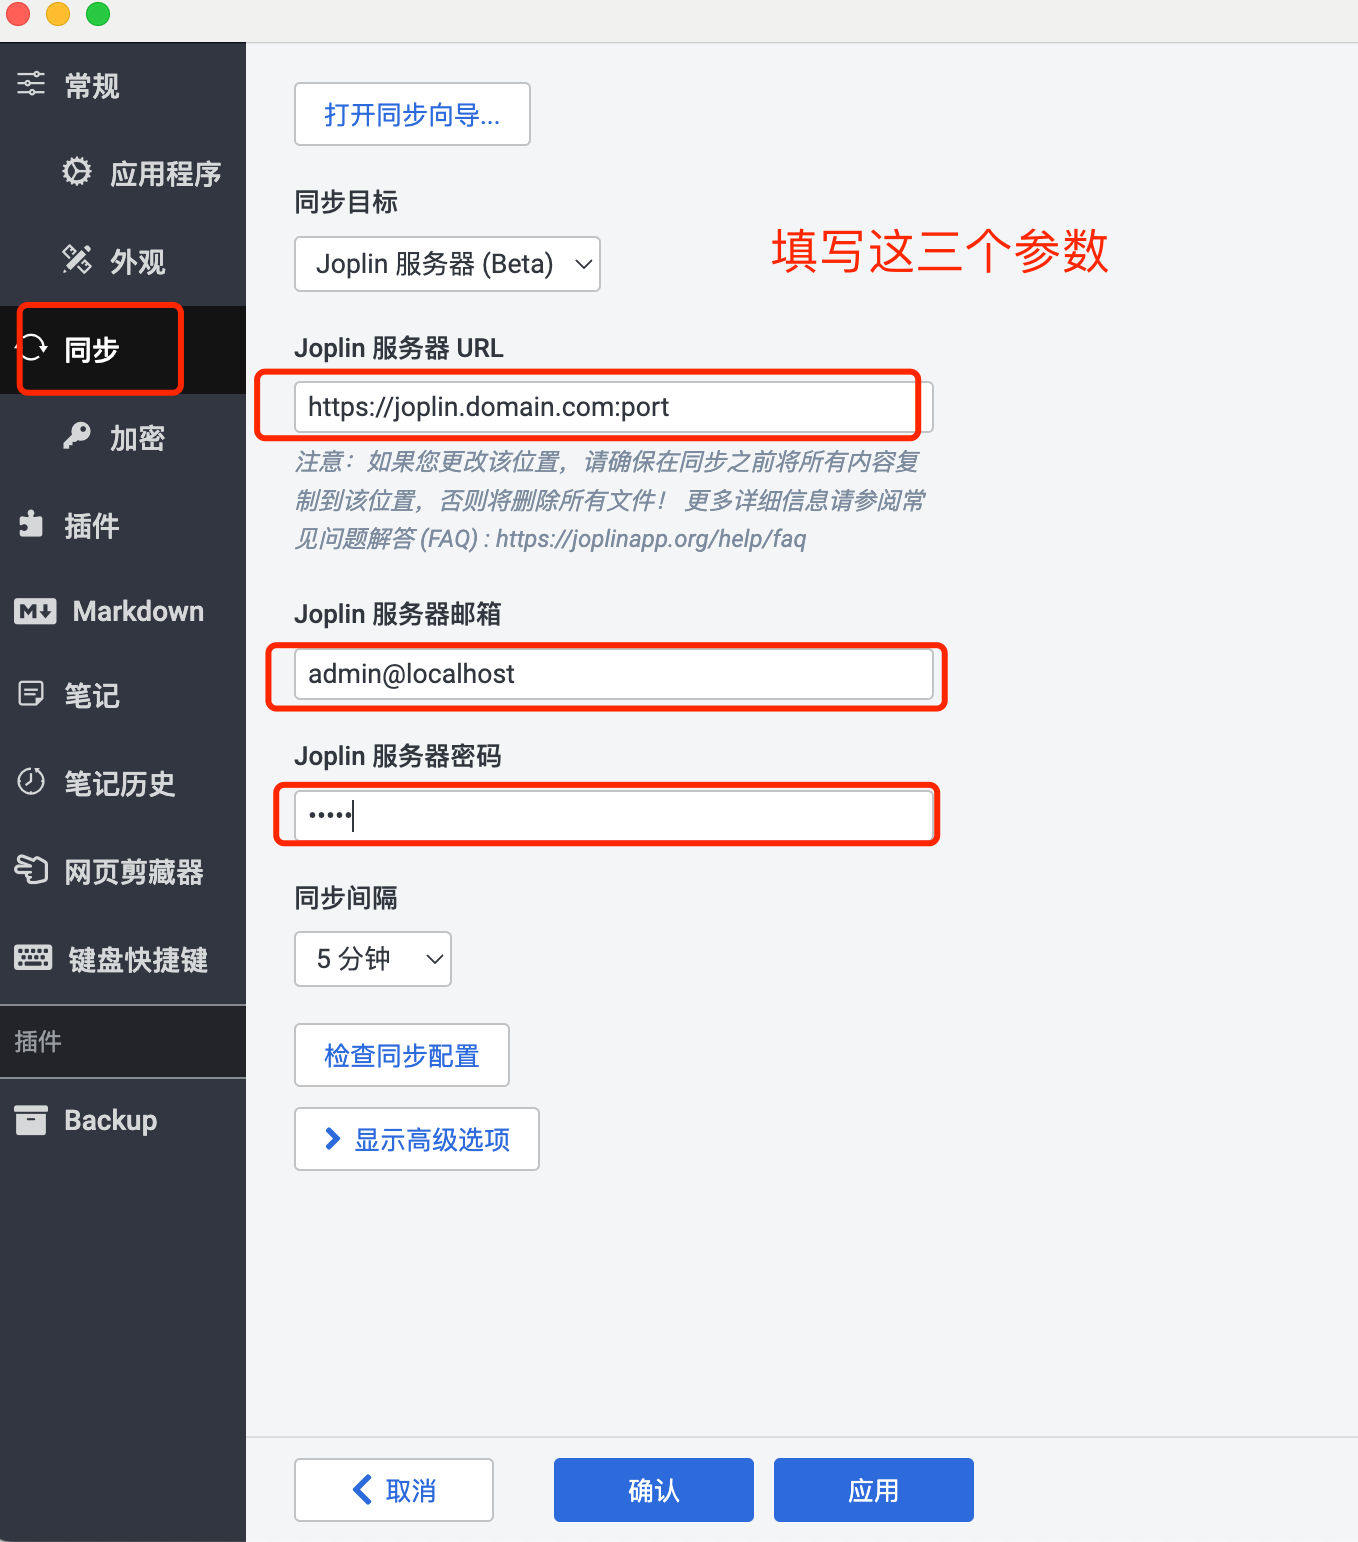 常规
应用程序
外观
同步
加密
插件
Markdown
笔记
笔记历史
网页剪藏器
键盘快捷键
插件
Backup
打开同步向导...
同步目标
Joplin 服务器 (Beta)
填写这三个参数
Joplin 服务器 URL
https://joplin.domain.com:port
注意：如果您更改该位置，请确保在同步之前将所有内容复
制到该位置，否则将删除所有文件！ 更多详细信息请参阅常
见问题解答 (FAQ) : https://joplinapp.org/help/faq
Joplin 服务器邮箱
admin@localhost
Joplin 服务器密码
•••••
同步间隔
5 分钟
检查同步配置
显示高级选项
取消
确认
应用